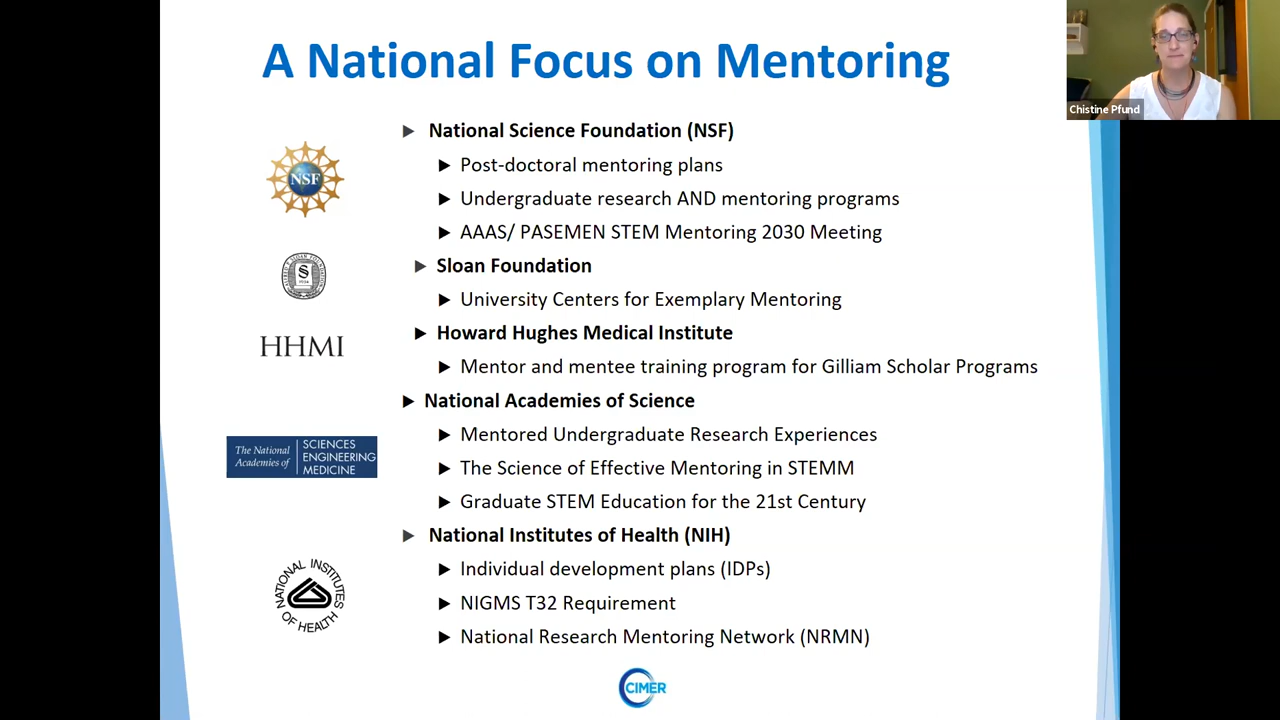 A National Focus on Mentoring
Chistine Pfund
National Science Foundation (NSF)
Post-doctoral mentoring plans
Undergraduate research AND mentoring programs
AAAS/ PASEMEN STEM Mentoring 2030 Meeting
NSF
Sloan Foundation
University Centers for Exemplary Mentoring
Howard Hughes Medical Institute
HHMI
Mentor and mentee training program for Gilliam Scholar Programs
National Academies of Science
Mentored Undergraduate Research Experiences
The National Academies of
SCIENCES
ENGINEERING
MEDICINE
The Science of Effective Mentoring in STEMM
Graduate STEM Education for the 21st Century
National Institutes of Health (NIH)
Individual development plans (IDPs)
NATIONAL INSTITUTES OF HEALTH
NIGMS T32 Requirement
National Research Mentoring Network (NRMN)
CIMER